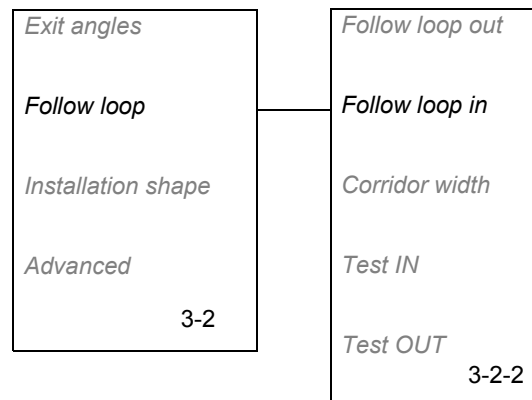 Exit angles
Follow loop
Installation shape
Advanced
3-2
Follow loop out
Follow loop in
Corridor width
Test IN
Test OUT
3-2-2